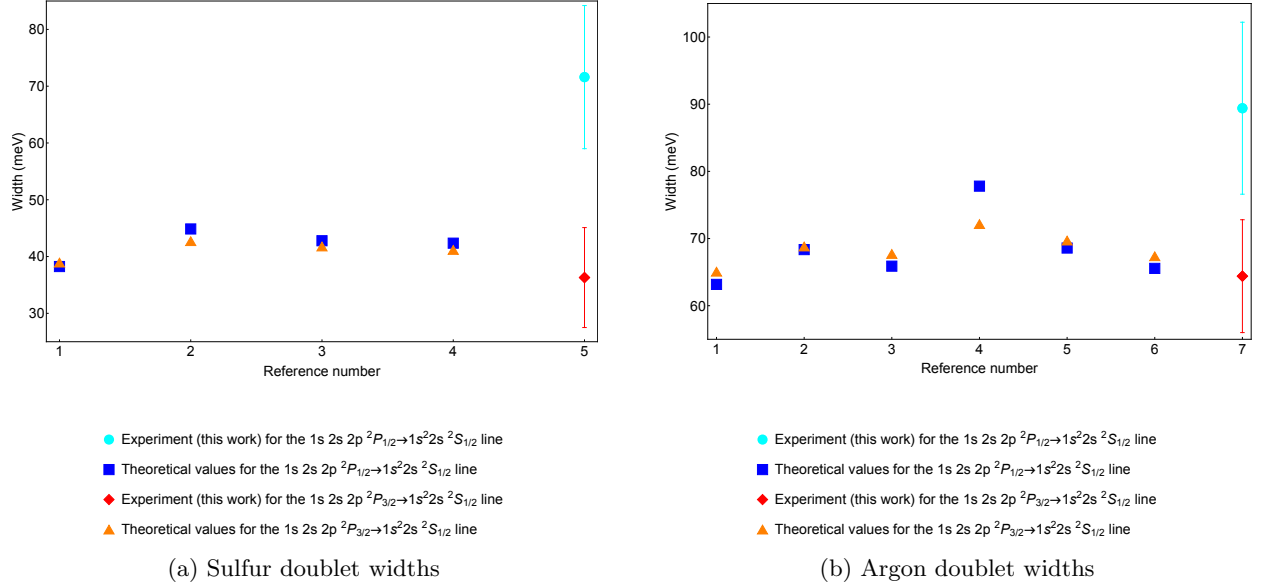 80
70
60
50
40
30
Width (meV)
1 2 3 4 5
Reference number
Experiment (this work) for the 1s 2s 2p ²P₁/₂→1s²2s ²S₁/₂ line
Theoretical values for the 1s 2s 2p ²P₁/₂→1s²2s ²S₁/₂ line
Experiment (this work) for the 1s 2s 2p ²P₃/₂→1s²2s ²S₁/₂ line
Theoretical values for the 1s 2s 2p ²P₃/₂→1s²2s ²S₁/₂ line
(a) Sulfur doublet widths
100
90
80
70
60
Width (meV)
1 2 3 4 5 6 7
Reference number
Experiment (this work) for the 1s 2s 2p ²P₁/₂→1s²2s ²S₁/₂ line
Theoretical values for the 1s 2s 2p ²P₁/₂→1s²2s ²S₁/₂ line
Experiment (this work) for the 1s 2s 2p ²P₃/₂→1s²2s ²S₁/₂ line
Theoretical values for the 1s 2s 2p ²P₃/₂→1s²2s ²S₁/₂ line
(b) Argon doublet widths